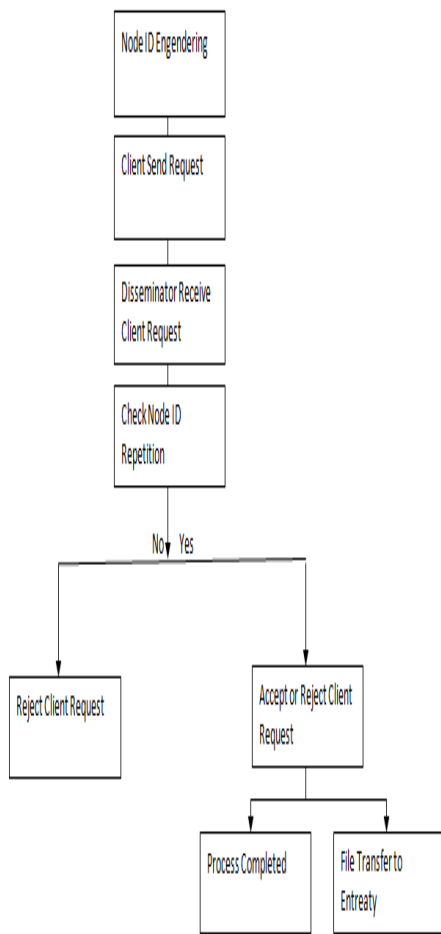 Node ID Engendering
Client Send Request
Disseminator Receive
Client Request
Check Node ID
Repetition
No Yes
Reject Client Request
Accept or Reject Client
Request
Process Completed
File Transfer to
Entreaty